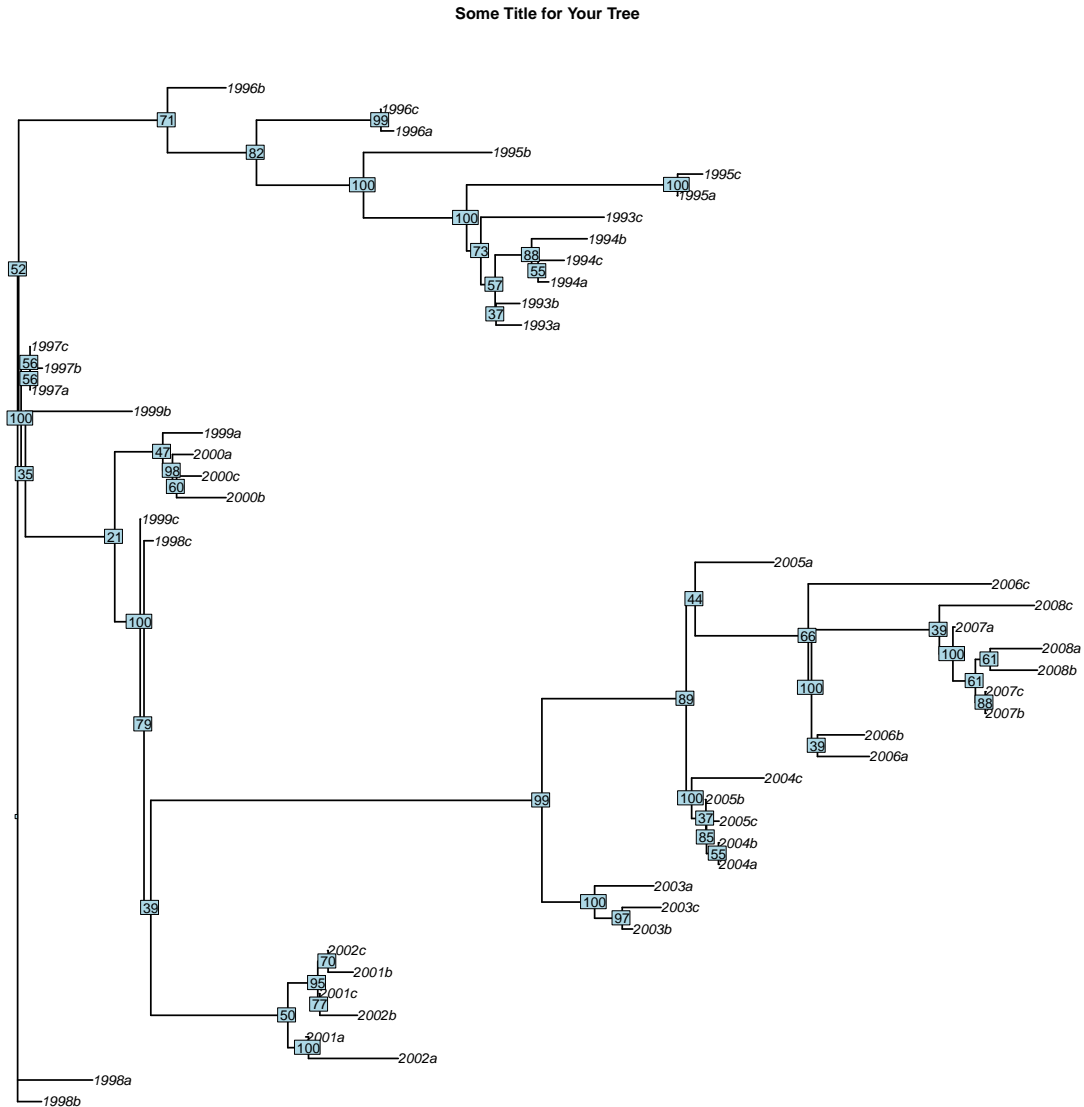 Some Title for Your Tree
1996b
1996c
71
99
1996a
82
1995b
1995c
100
100
1995a
100
1993c
1994b
73
88
1994c
52
55
1994a
57
1993b
37
1993a
1997c
56
1997b
56
1997a
1999b
100
1999a
47
2000a
98
2000c
35
60
2000b
1999c
21
1998c
2005a
2006c
44
2008c
100
2007a
39
66
2008a
100
61
2008b
61
100
2007c
89
88
2007b
79
2006b
39
2006a
2004c
100
2005b
99
37
2005c
85
2004b
55
2004a
2003a
100
2003c
39
97
2003b
2002c
70
2001b
95
2001c
77
2002b
50
2001a
100
2002a
1998a
1998b